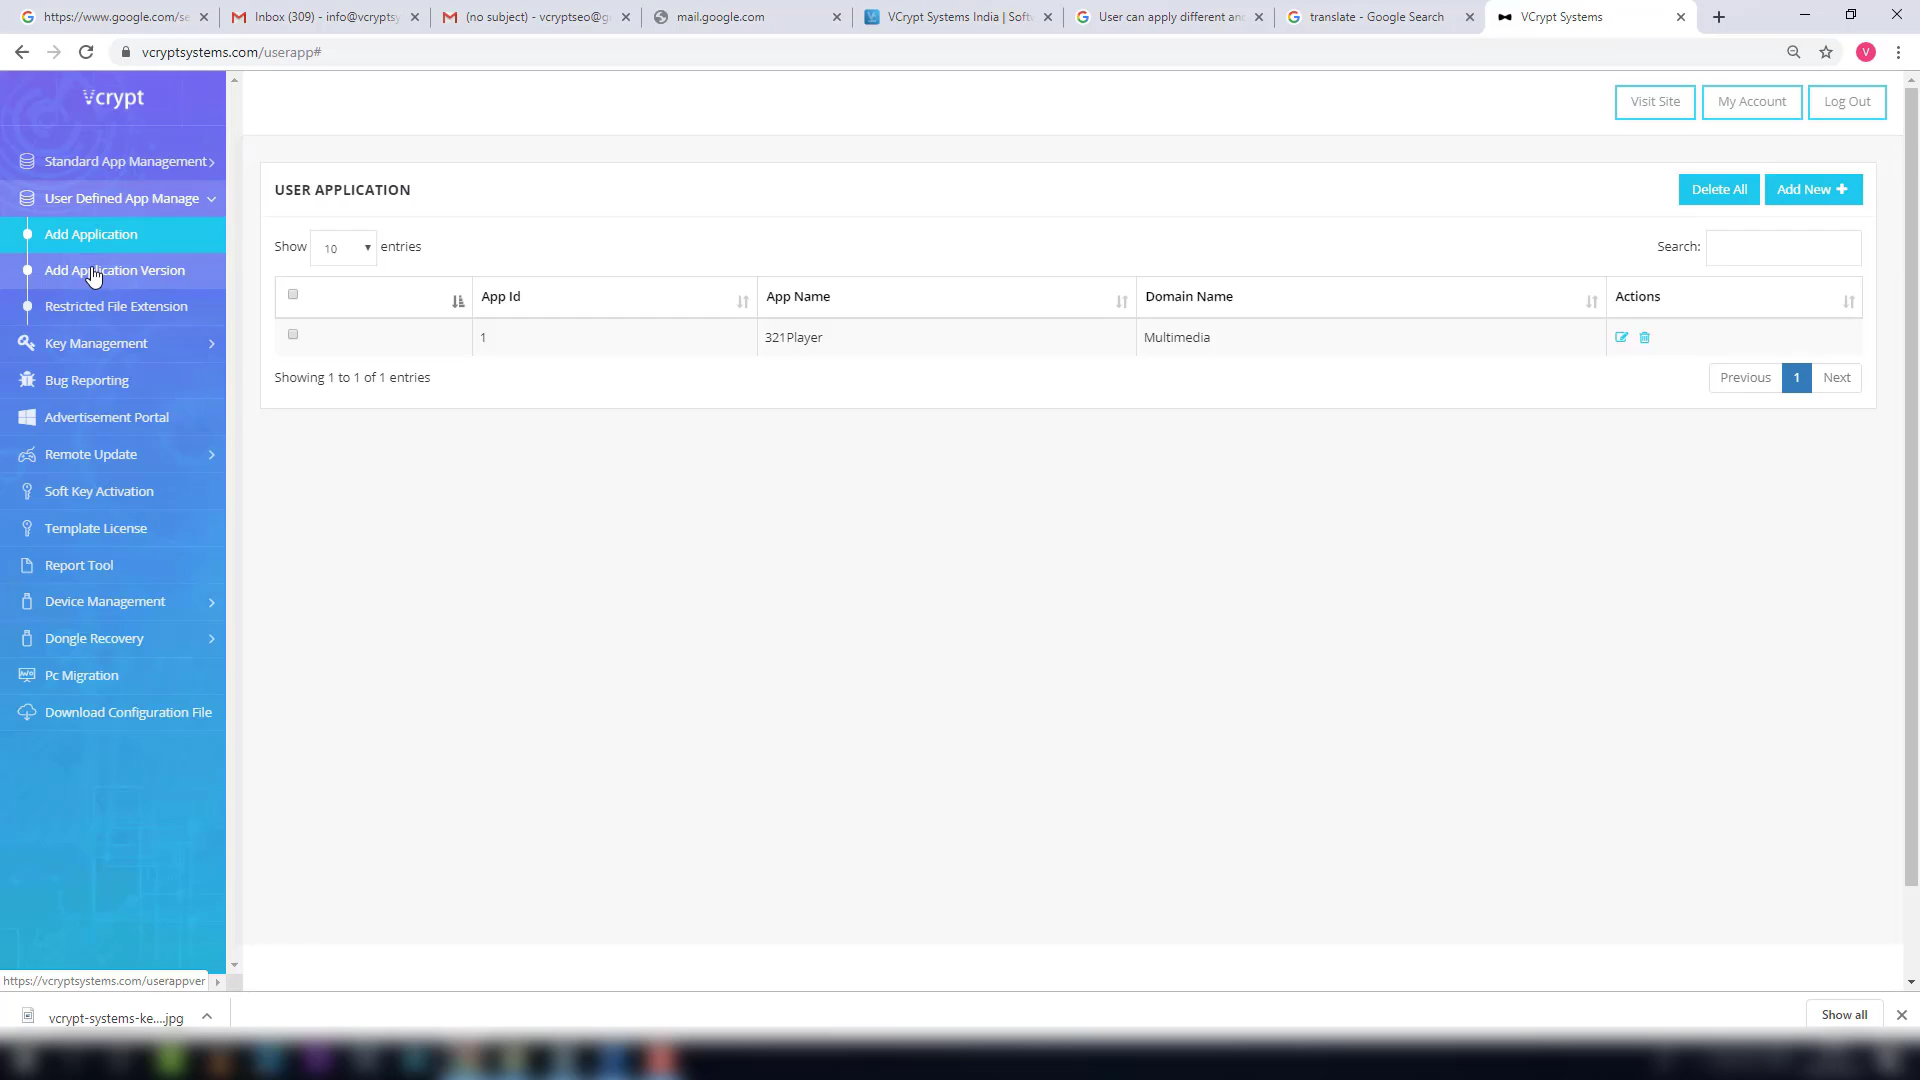 https://www.google.com/se
Inbox (309) - info@vcryptsy
(no subject) - vcryptseo@g
mail.google.com
VCrypt Systems India | Soft
User can apply different an
translate - Google Search
VCrypt Systems
vcryptsystems.com/userapp#
V
vcrypt
Visit Site
My Account
Log Out
Standard App Management
User Defined App Manage
Add Application
Add Application Version
Restricted File Extension
Key Management
Bug Reporting
Advertisement Portal
Remote Update
Soft Key Activation
Template License
Report Tool
Device Management
Dongle Recovery
Pc Migration
Download Configuration File
USER APPLICATION
Delete All
Add New
Show 10 entries
Search:
App Id App Name Domain Name Actions
1 321Player Multimedia
Showing 1 to 1 of 1 entries
Previous 1 Next
https://vcryptsystems.com/userappver
vcrypt-systems-ke....jpg
Show all